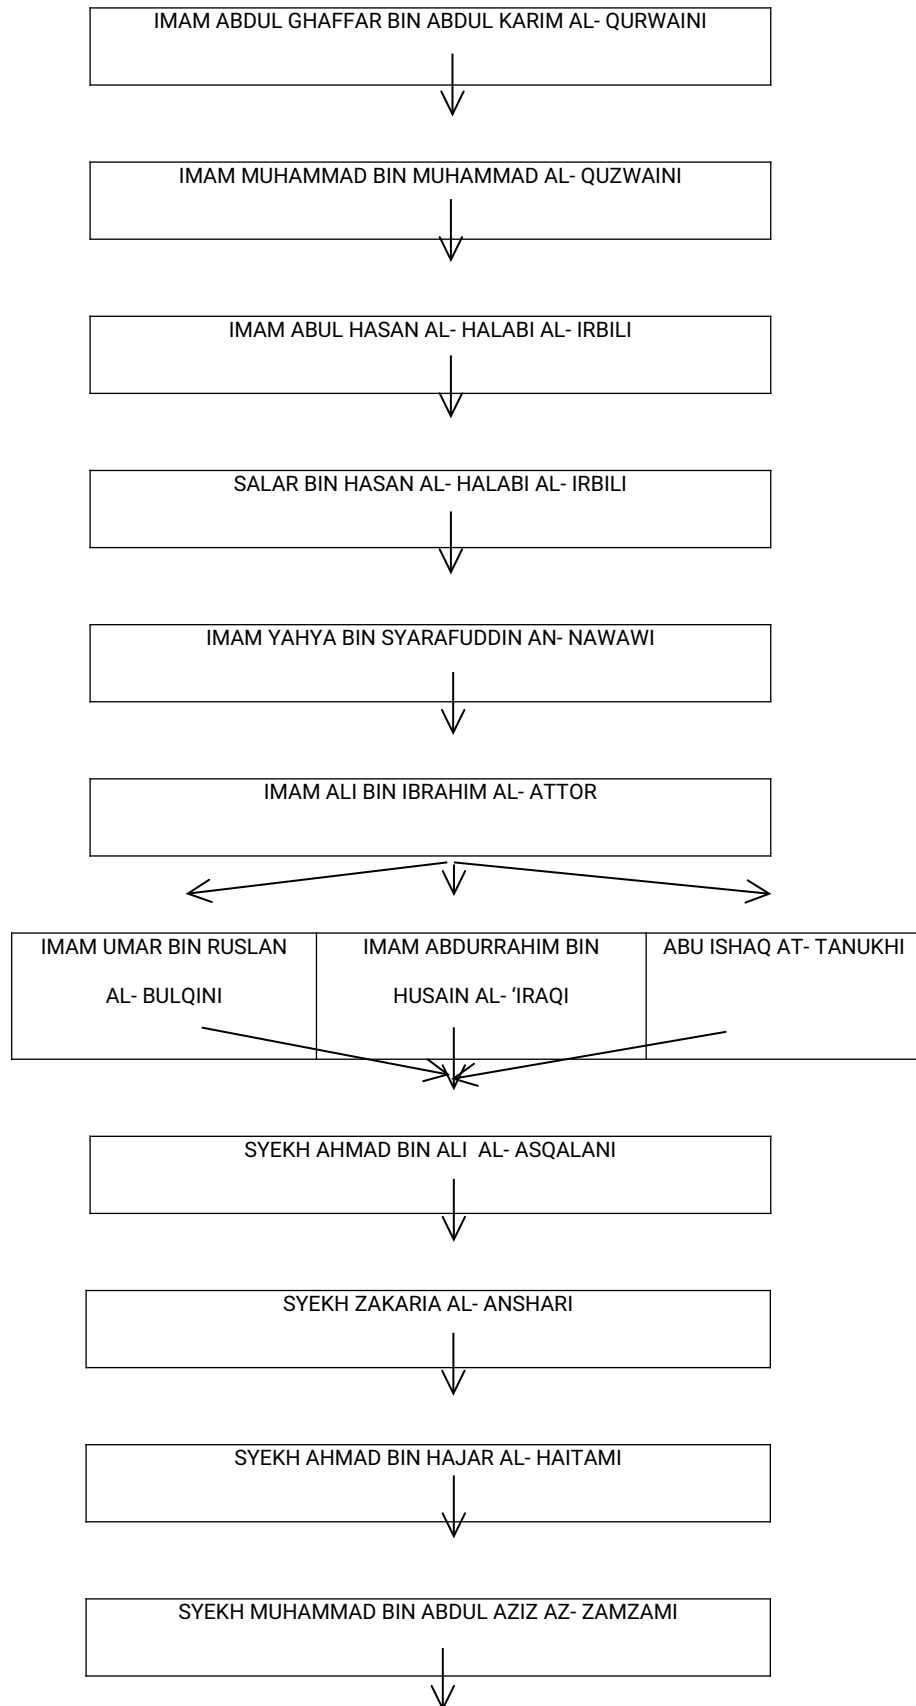 IMAM ABDUL GHAFFAR BIN ABDUL KARIM AL- QURWAINI
IMAM MUHAMMAD BIN MUHAMMAD AL- QUZWAINI
IMAM ABUL HASAN AL- HALABI AL- IRBILI
SALAR BIN HASAN AL- HALABI AL- IRBILI
IMAM YAHYA BIN SYARAFUDDIN AN- NAWAWI
IMAM ALI BIN IBRAHIM AL- ATTOR
IMAM UMAR BIN RUSLAN
AL- BULQINI
IMAM ABDURRAHIM BIN
HUSAIN AL- ‘IRAQI
ABU ISHAQ AT- TANUKHI
SYEKH AHMAD BIN ALI  AL- ASQALANI
SYEKH ZAKARIA AL- ANSHARI
SYEKH AHMAD BIN HAJAR AL- HAITAMI
SYEKH MUHAMMAD BIN ABDUL AZIZ AZ- ZAMZAMI